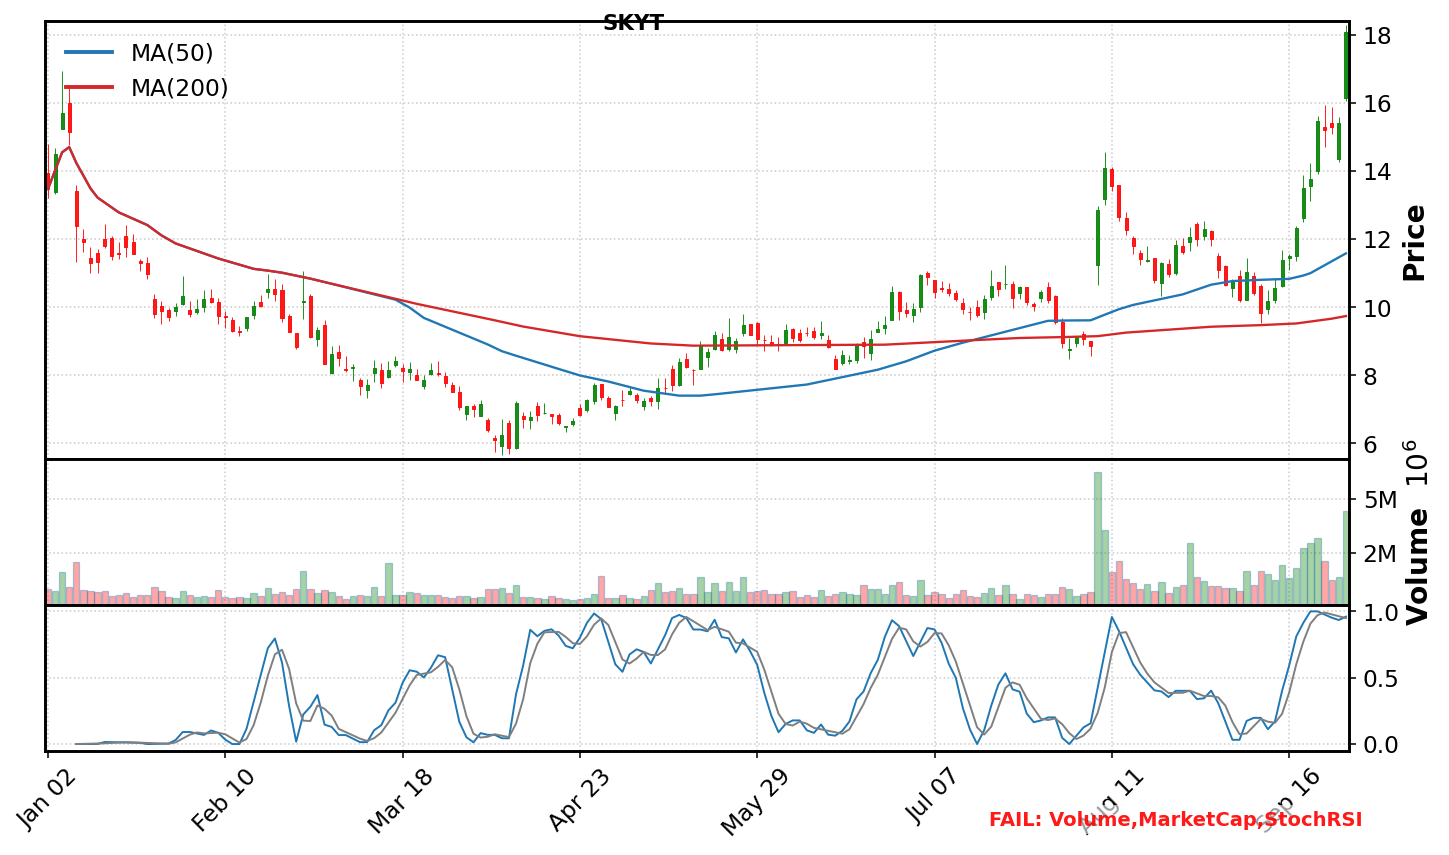 SKYT
MA(50)
MA(200)
18
16
14
12
10
8
6
Price
10⁶
5M
2M
Volume
1.0
0.5
0.0
Jan 02
Feb 10
Mar 18
Apr 23
May 29
Jul 07
Aug 11
Sep 16
FAIL: Volume,MarketCap,StochRSI